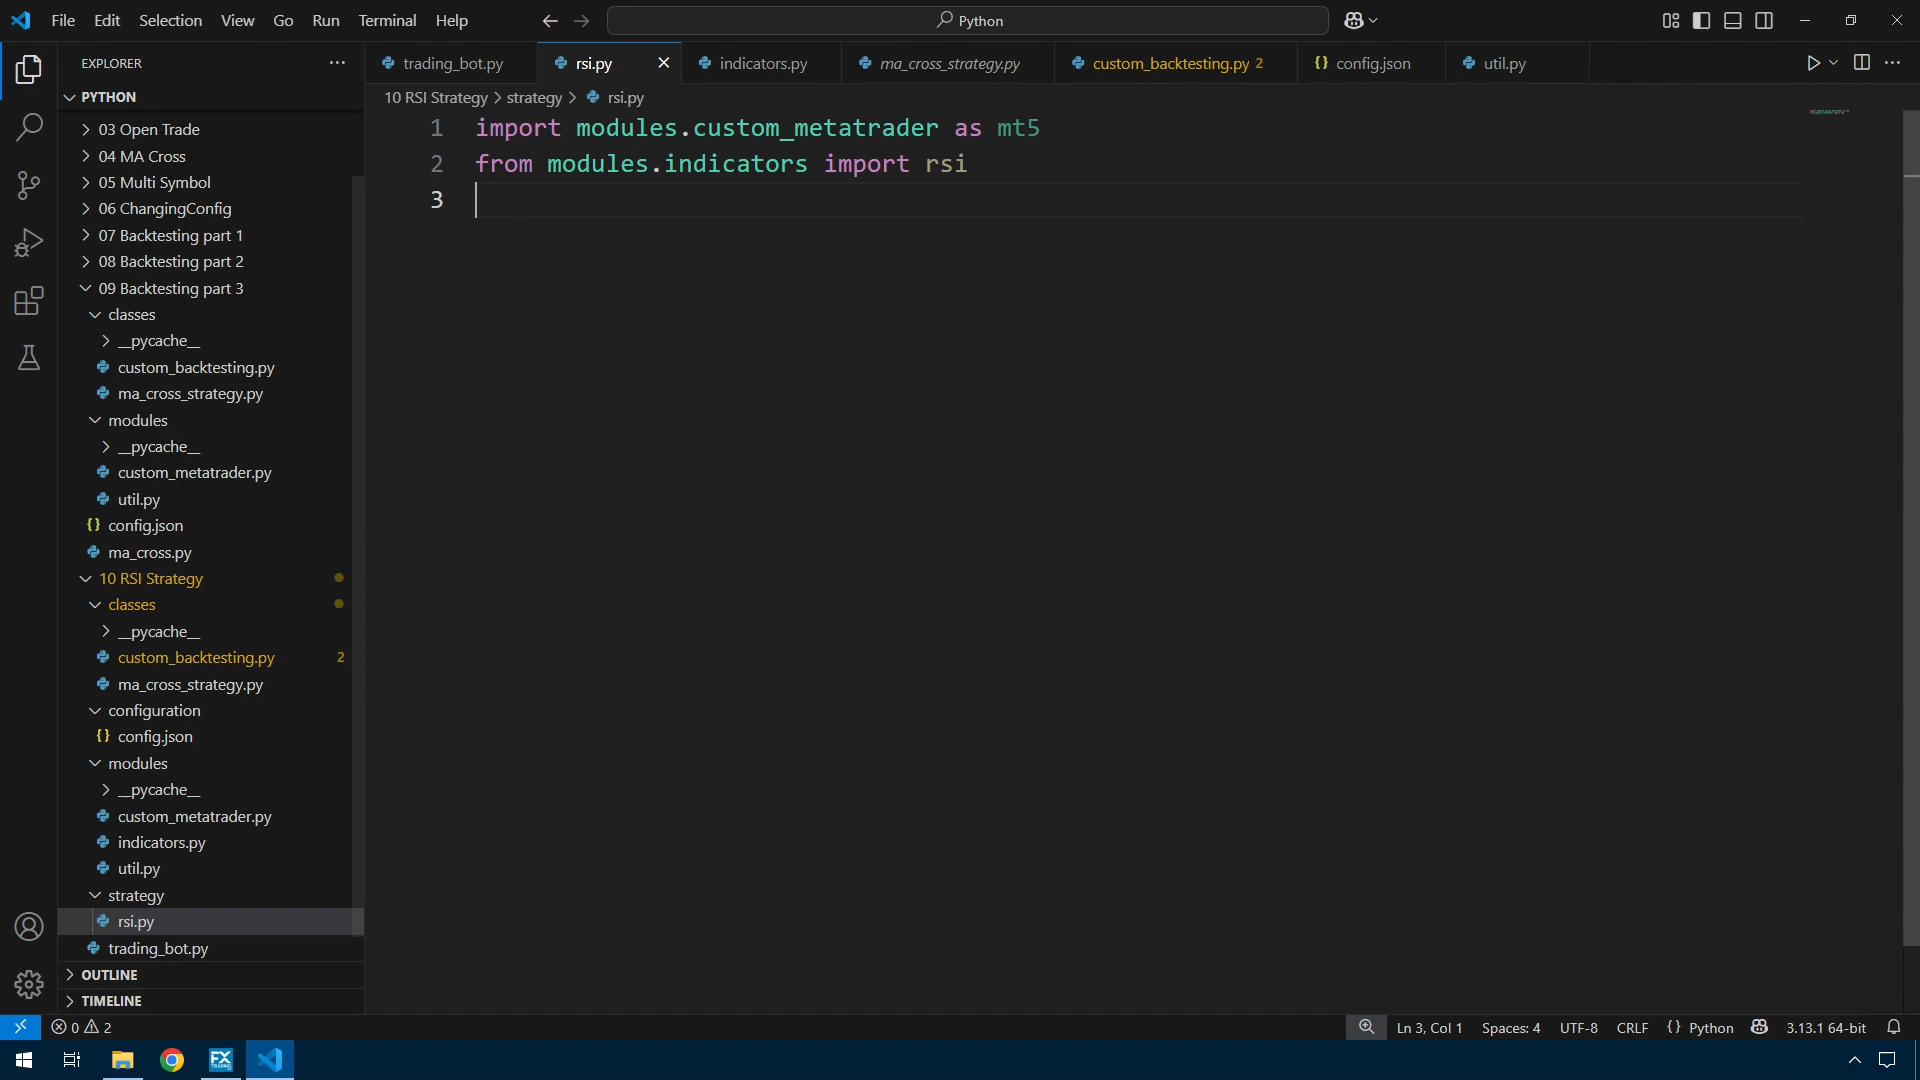 File Edit Selection View Go Run Terminal Help
Python
EXPLORER
trading_bot.py
rsi.py
indicators.py
ma_cross_strategy.py
custom_backtesting.py 2
config.json
util.py
PYTHON
10 RSI Strategy > strategy > rsi.py
03 Open Trade
04 MA Cross
05 Multi Symbol
06 ChangingConfig
07 Backtesting part 1
08 Backtesting part 2
09 Backtesting part 3
classes
__pycache__
custom_backtesting.py
ma_cross_strategy.py
modules
__pycache__
custom_metatrader.py
util.py
config.json
ma_cross.py
10 RSI Strategy
classes
__pycache__
custom_backtesting.py 2
ma_cross_strategy.py
configuration
config.json
modules
__pycache__
custom_metatrader.py
indicators.py
util.py
strategy
rsi.py
trading_bot.py
OUTLINE
TIMELINE
1 import modules.custom_metatrader as mt5
2 from modules.indicators import rsi
3
0 2
Ln 3, Col 1 Spaces: 4 UTF-8 CRLF {} Python 3.13.1 64-bit
FX TRADING